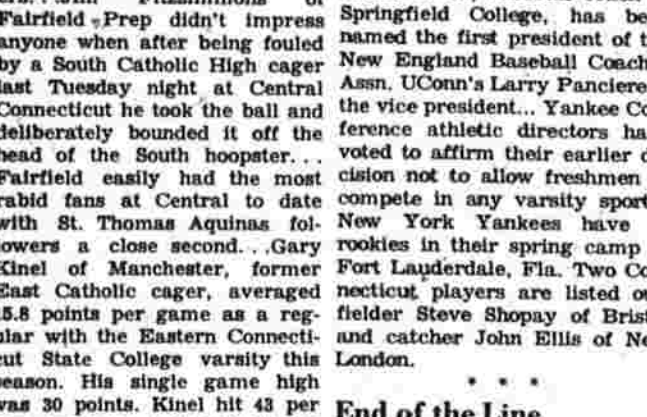 Fairfield Prep didn't impress
anyone when after being fouled
by a South Catholic High cager
last Tuesday night at Central
Connecticut he took the ball and
deliberately bounded it off the
head of the South hoopster...
Fairfield easily had the most
rabid fans at Central to date
with St. Thomas Aquinas fol-
lowers a close second...Gary
Kinel of Manchester, former
East Catholic cager, averaged
5.8 points per game as a reg-
ular with the Eastern Connecti-
cut State College varsity this
season. His single game high
was 30 points. Kinel hit 43 per
Springfield College, has be
named the first president of t
New England Baseball Coach
Assn. UConn's Larry Panciere
the vice president... Yankee Co
ference athletic directors ha
voted to affirm their earlier d
cision not to allow freshmen
compete in any varsity sport
New York Yankees have
rookies in their spring camp
Fort Lauderdale, Fla. Two Co
necticut players are listed ou
fielder Steve Shopay of Brist
and catcher John Ellis of Ne
London.
* * *
End of the Line